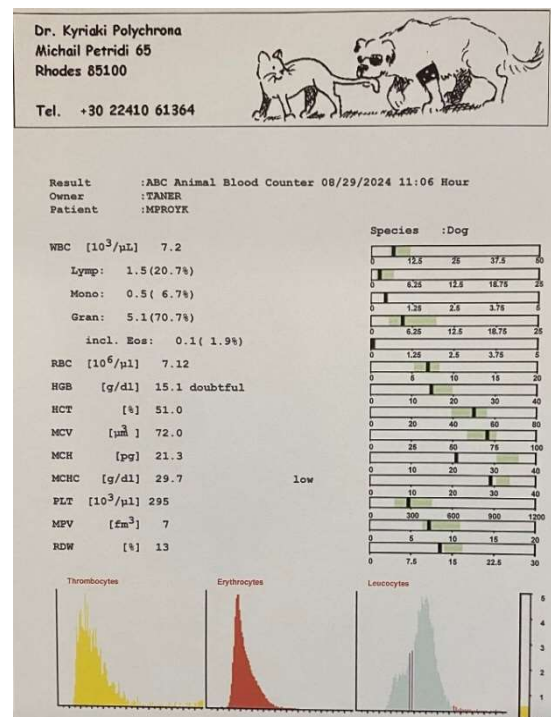 Dr. Kyriaki Polychrona
Michail Petridi 65
Rhodes 85100
Tel. +30 22410 61364
Result :ABC Animal Blood Counter 08/29/2024 11:06 Hour
Owner :TANER
Patient :MPROYK
Species :Dog
WBC [10³/µL] 7.2
0 12.5 25 37.5 50
Lymp: 1.5(20.7%)
0 6.25 12.5 18.75 25
Mono: 0.5( 6.7%)
0 1.25 2.5 3.75 5
Gran: 5.1(70.7%)
0 6.25 12.5 18.75 25
incl. Eos: 0.1( 1.9%)
0 1.25 2.5 3.75 5
RBC [10⁶/µl] 7.12
0 5 10 15 20
HGB [g/dl] 15.1 doubtful
0 10 20 30 40
HCT [%] 51.0
0 20 40 60 80
MCV [µm³ ] 72.0
0 25 50 75 100
MCH [pg] 21.3
0 10 20 30 40
MCHC [g/dl] 29.7 low
0 10 20 30 40
PLT [10³/µl] 295
0 300 600 900 1200
MPV [fm³] 7
0 5 10 15 20
RDW [%] 13
0 7.5 15 22.5 30
Thrombocytes Erythrocytes Leucocytes
5
4
3
2
1